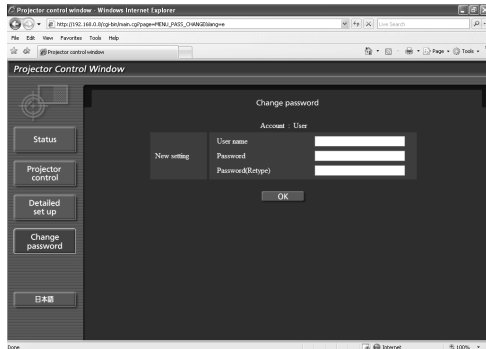 Projector control window - Windows Internet Explorer
http://192.168.0.8/cgi-bin/main.cgi?page=MENU_PASS_CHANGE&lang=e
Live Search
File Edit View Favorites Tools Help
Projector control window
Page Tools
Projector Control Window
Change password
Account : User
Status
New setting
User name
Password
Password(Retype)
Projector
control
OK
Detailed
set up
Change
password
日本語
Done
Internet
100%